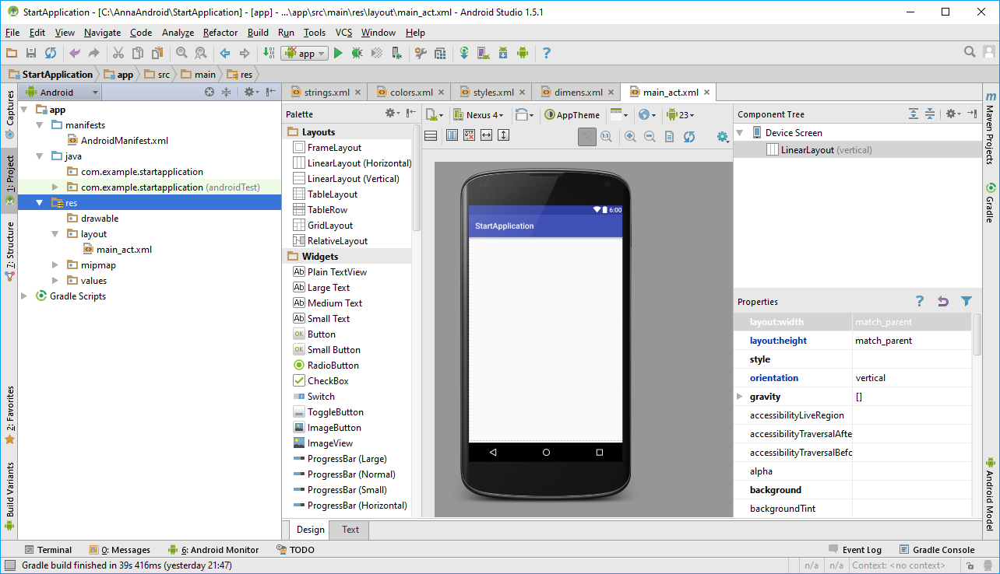 StartApplication - [C:\AnnaAndroid\StartApplication] - [app] - ...\app\src\main\res\layout\main_act.xml - Android Studio 1.5.1
File Edit View Navigate Code Analyze Refactor Build Run Tools VCS Window Help
app
StartApplication app src main res
Captures
1: Project
7: Structure
2: Favorites
Build Variants
Android
app
manifests
AndroidManifest.xml
java
com.example.startapplication
com.example.startapplication (androidTest)
res
drawable
layout
main_act.xml
mipmap
values
Gradle Scripts
strings.xml colors.xml styles.xml dimens.xml main_act.xml
Palette
Layouts
FrameLayout
LinearLayout (Horizontal)
LinearLayout (Vertical)
TableLayout
TableRow
GridLayout
RelativeLayout
Widgets
Ab Plain TextView
Ab Large Text
Ab Medium Text
Ab Small Text
OK Button
OK Small Button
RadioButton
CheckBox
Switch
ToggleButton
ImageButton
ImageView
ProgressBar (Large)
ProgressBar (Normal)
ProgressBar (Small)
ProgressBar (Horizontal)
Nexus 4 AppTheme 23
6:00
StartApplication
Design Text
Component Tree
Device Screen
LinearLayout (vertical)
Properties
layout:width match_parent
layout:height match_parent
style
orientation vertical
gravity []
accessibilityLiveRegion
accessibilityTraversalAfte
accessibilityTraversalBefo
alpha
background
backgroundTint
m
Maven Projects
Gradle
Android Model
Terminal 0: Messages 6: Android Monitor TODO Event Log Gradle Console
Gradle build finished in 39s 416ms (yesterday 21:47) n/a n/a Context: <no context>